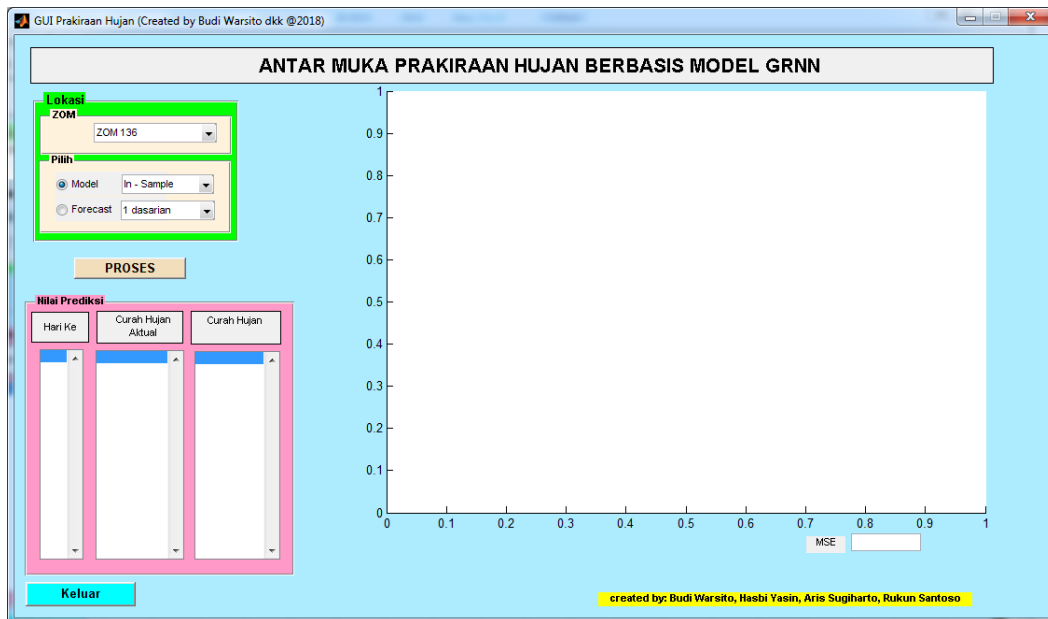 GUI Prakiraan Hujan (Created by Budi Warsito dkk @2018)
ANTAR MUKA PRAKIRAAN HUJAN BERBASIS MODEL GRNN
Lokasi
ZOM
ZOM 136
Pilih
Model
In - Sample
Forecast
1 dasarian
PROSES
Nilai Prediksi
Hari Ke
Curah Hujan
Aktual
Curah Hujan
Keluar
1
0.9
0.8
0.7
0.6
0.5
0.4
0.3
0.2
0.1
0
0 0.1 0.2 0.3 0.4 0.5 0.6 0.7 0.8 0.9 1
MSE
created by: Budi Warsito, Hasbi Yasin, Aris Sugiharto, Rukun Santoso